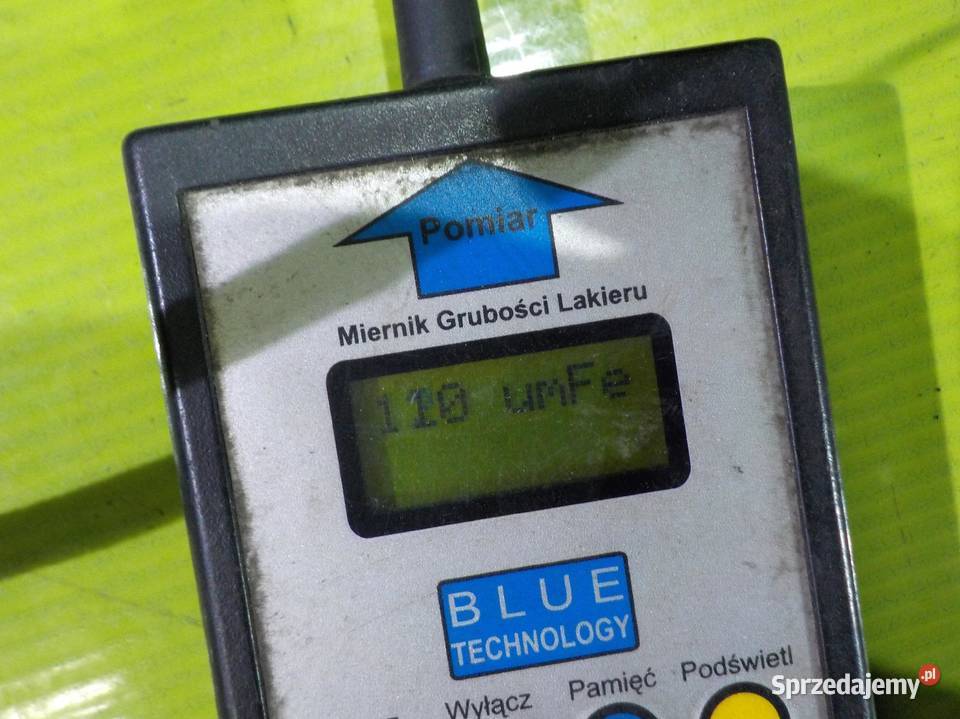 Pomiar
Miernik Grubości Lakieru
110 umFe
BLUE
TECHNOLOGY
Wyłącz Pamięć Podświetl
Sprzedajemy.pl